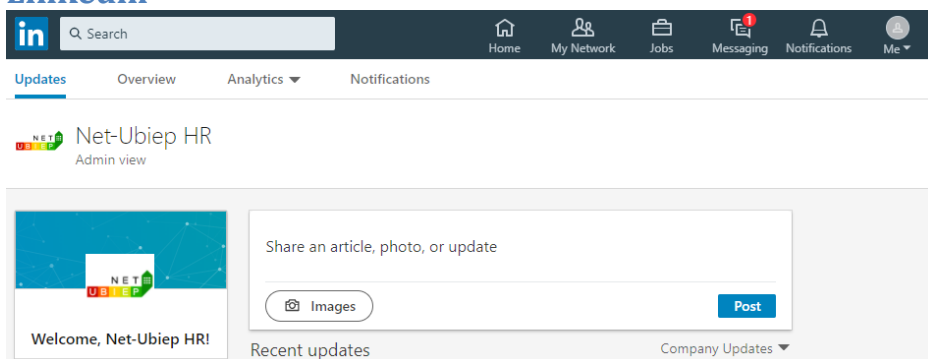 LinkedIn
in Search Home My Network Jobs 1 Messaging Notifications Me
Updates Overview Analytics Notifications
NET UBIEP Net-Ubiep HR
Admin view
Share an article, photo, or update
NET
UBIEP
Images Post
Welcome, Net-Ubiep HR!
Recent updates Company Updates